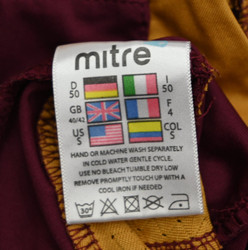 mitre
D 50 I 50
GB 40/42 F 4
US S COL S
HAND OR MACHINE WASH SEPARATELY
IN COLD WATER GENTLE CYCLE.
USE NO BLEACH TUMBLE DRY LOW
REMOVE PROMPTLY TOUCH UP WITH A
COOL IRON IF NEEDED
30°